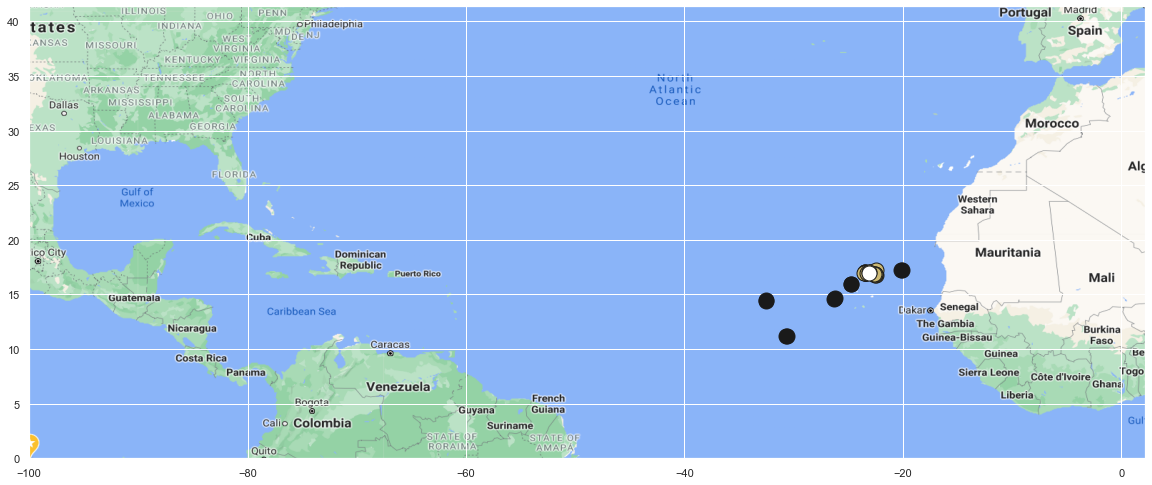 ILLINOIS
OHIO
PENN
Philadelphia
Portugal
Madrid
40
tates
INDIANA
MD
DE
NJ
Spain
KANSAS
MISSOURI
WEST
VIRGINIA
KENTUCKY
VIRGINIA
35
OKLAHOMA
TENNESSEE
NORTH
CAROLINA
North
Atlantic
Ocean
ARKANSAS
MISSISSIPPI
SOUTH
CAROLINA
Dallas
ALABAMA
GEORGIA
Morocco
30
EXAS
LOUISIANA
Houston
Alg
25
FLORIDA
Gulf of
Mexico
Western
Sahara
20
Cuba
ico City
Dominican
Republic
Puerto Rico
Mauritania
Mali
15
Guatemala
Caribbean Sea
Dakar
Senegal
The Gambia
Nicaragua
Guinea-Bissau
Burkina
Faso
10
Costa Rica
Caracas
Panama
Guinea
Be
Sierra Leone
Côte d'Ivoire
Togo
Ghana
Venezuela
Liberia
5
Bogota
Guyana
French
Guiana
Cali
Colombia
Suriname
Gulf
STATE OF
RORAIMA
STATE OF
AMAPA
Quito
0
−100
−80
−60
−40
−20
0